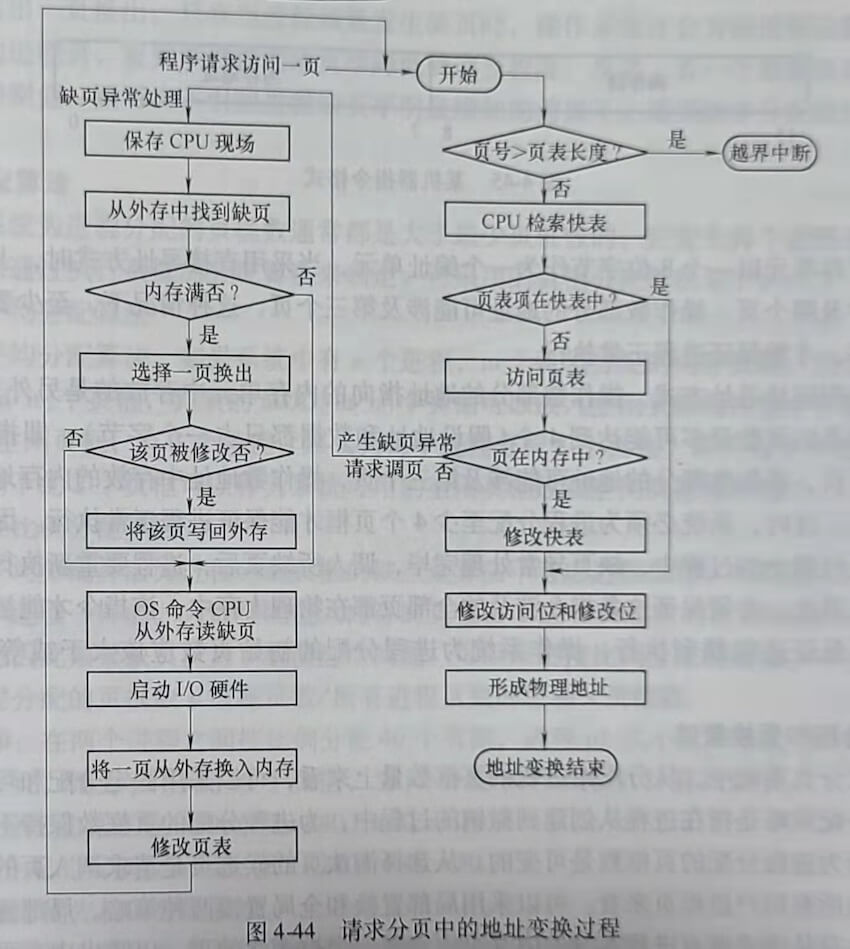 程序请求访问一页
开始
缺页异常处理
保存 CPU 现场
页号>页表长度?
是
越界中断
否
从外存中找到缺页
CPU 检索快表
否
内存满否?
页表项在快表中?
是
是
否
选择一页换出
访问页表
否
该页被修改否?
产生缺页异常
请求调页
否
页在内存中?
是
是
将该页写回外存
修改快表
OS 命令 CPU
从外存读缺页
修改访问位和修改位
启动 I/O 硬件
形成物理地址
将一页从外存换入内存
地址变换结束
修改页表
图 4-44 请求分页中的地址变换过程